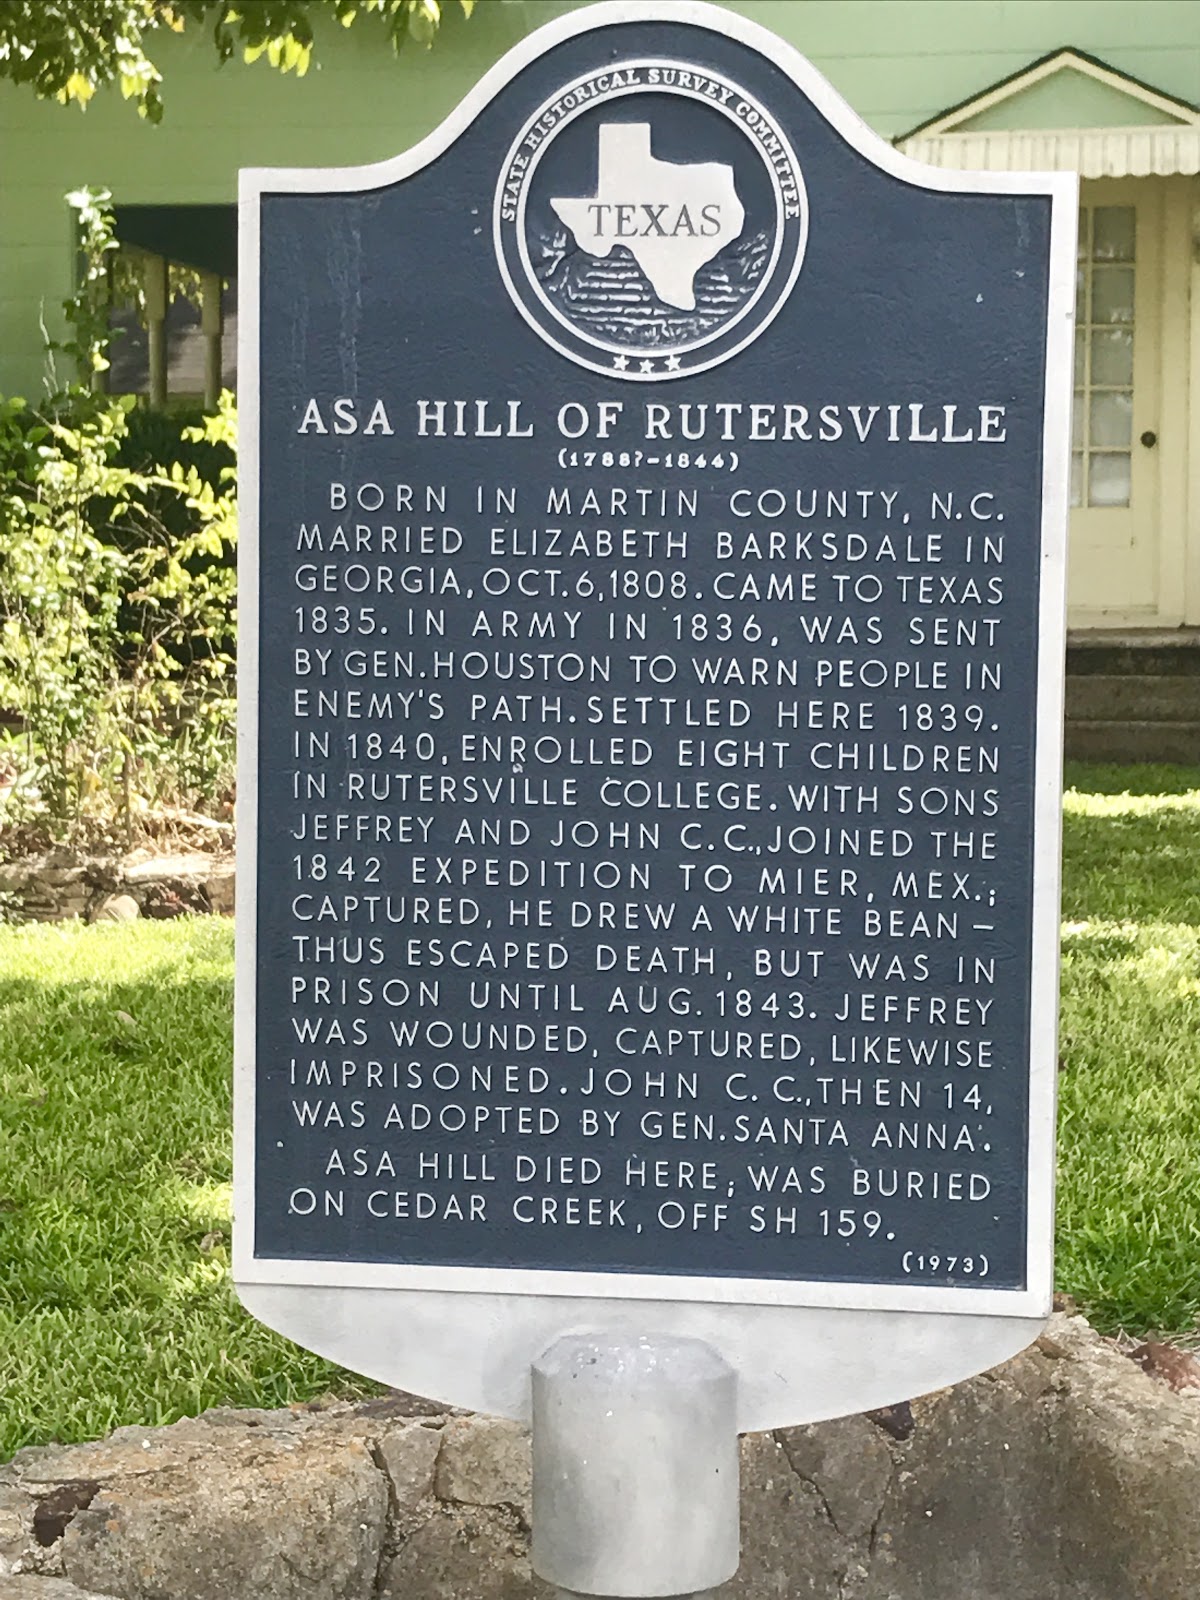 STATE HISTORICAL SURVEY COMMITTEE
TEXAS
ASA HILL OF RUTERSVILLE
(1788?-1844)
BORN IN MARTIN COUNTY, N.C.
MARRIED ELIZABETH BARKSDALE IN
GEORGIA, OCT. 6, 1808. CAME TO TEXAS
1835. IN ARMY IN 1836, WAS SENT
BY GEN. HOUSTON TO WARN PEOPLE IN
ENEMY'S PATH. SETTLED HERE 1839.
IN 1840, ENROLLED EIGHT CHILDREN
IN RUTERSVILLE COLLEGE. WITH SONS
JEFFREY AND JOHN C. C., JOINED THE
1842 EXPEDITION TO MIER, MEX.;
CAPTURED, HE DREW A WHITE BEAN –
THUS ESCAPED DEATH, BUT WAS IN
PRISON UNTIL AUG. 1843. JEFFREY
WAS WOUNDED, CAPTURED, LIKEWISE
IMPRISONED. JOHN C. C., THEN 14,
WAS ADOPTED BY GEN. SANTA ANNA.
ASA HILL DIED HERE; WAS BURIED
ON CEDAR CREEK, OFF SH 159.
(1973)